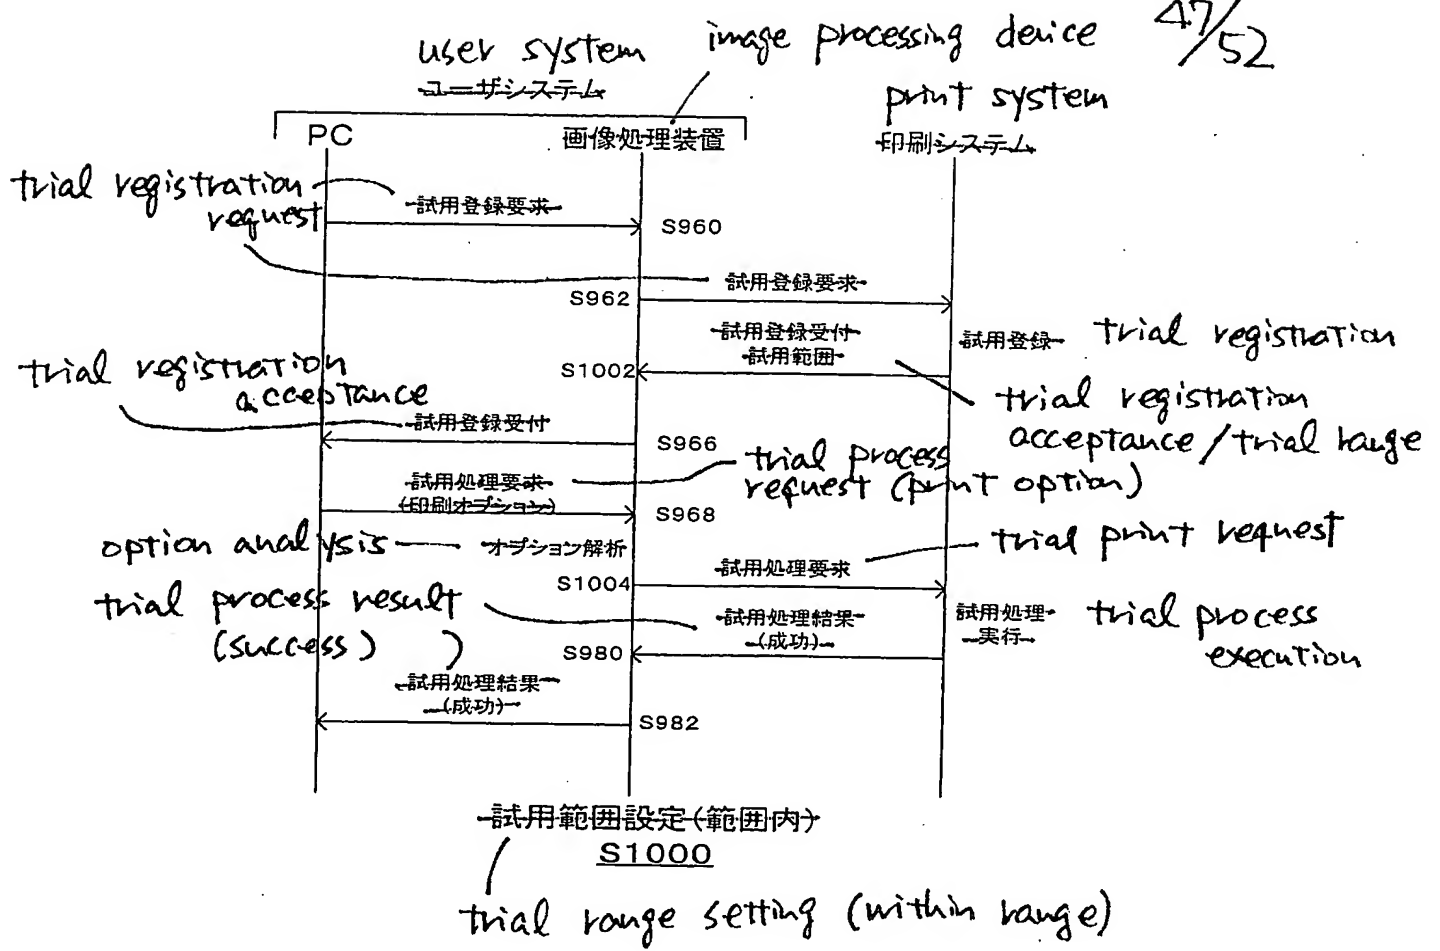 47/52
user system
image processing device
ユーザシステム
print system
PC
画像処理装置
印刷システム
trial registration
request
試用登録要求
S960
試用登録要求
S962
試用登録受付
試用範囲
試用登録
trial registration
S1002
trial registration
acceptance
trial registration
acceptance/trial range
試用登録受付
S966
trial process
request (print option)
試用処理要求
(印刷オプション)
S968
option analysis
オプション解析
trial print request
試用処理要求
S1004
trial process result
(success)
)
試用処理結果
(成功)
試用処理
実行
trial process
execution
S980
試用処理結果
(成功)
S982
試用範囲設定(範囲内)
S1000
trial range setting (within range)